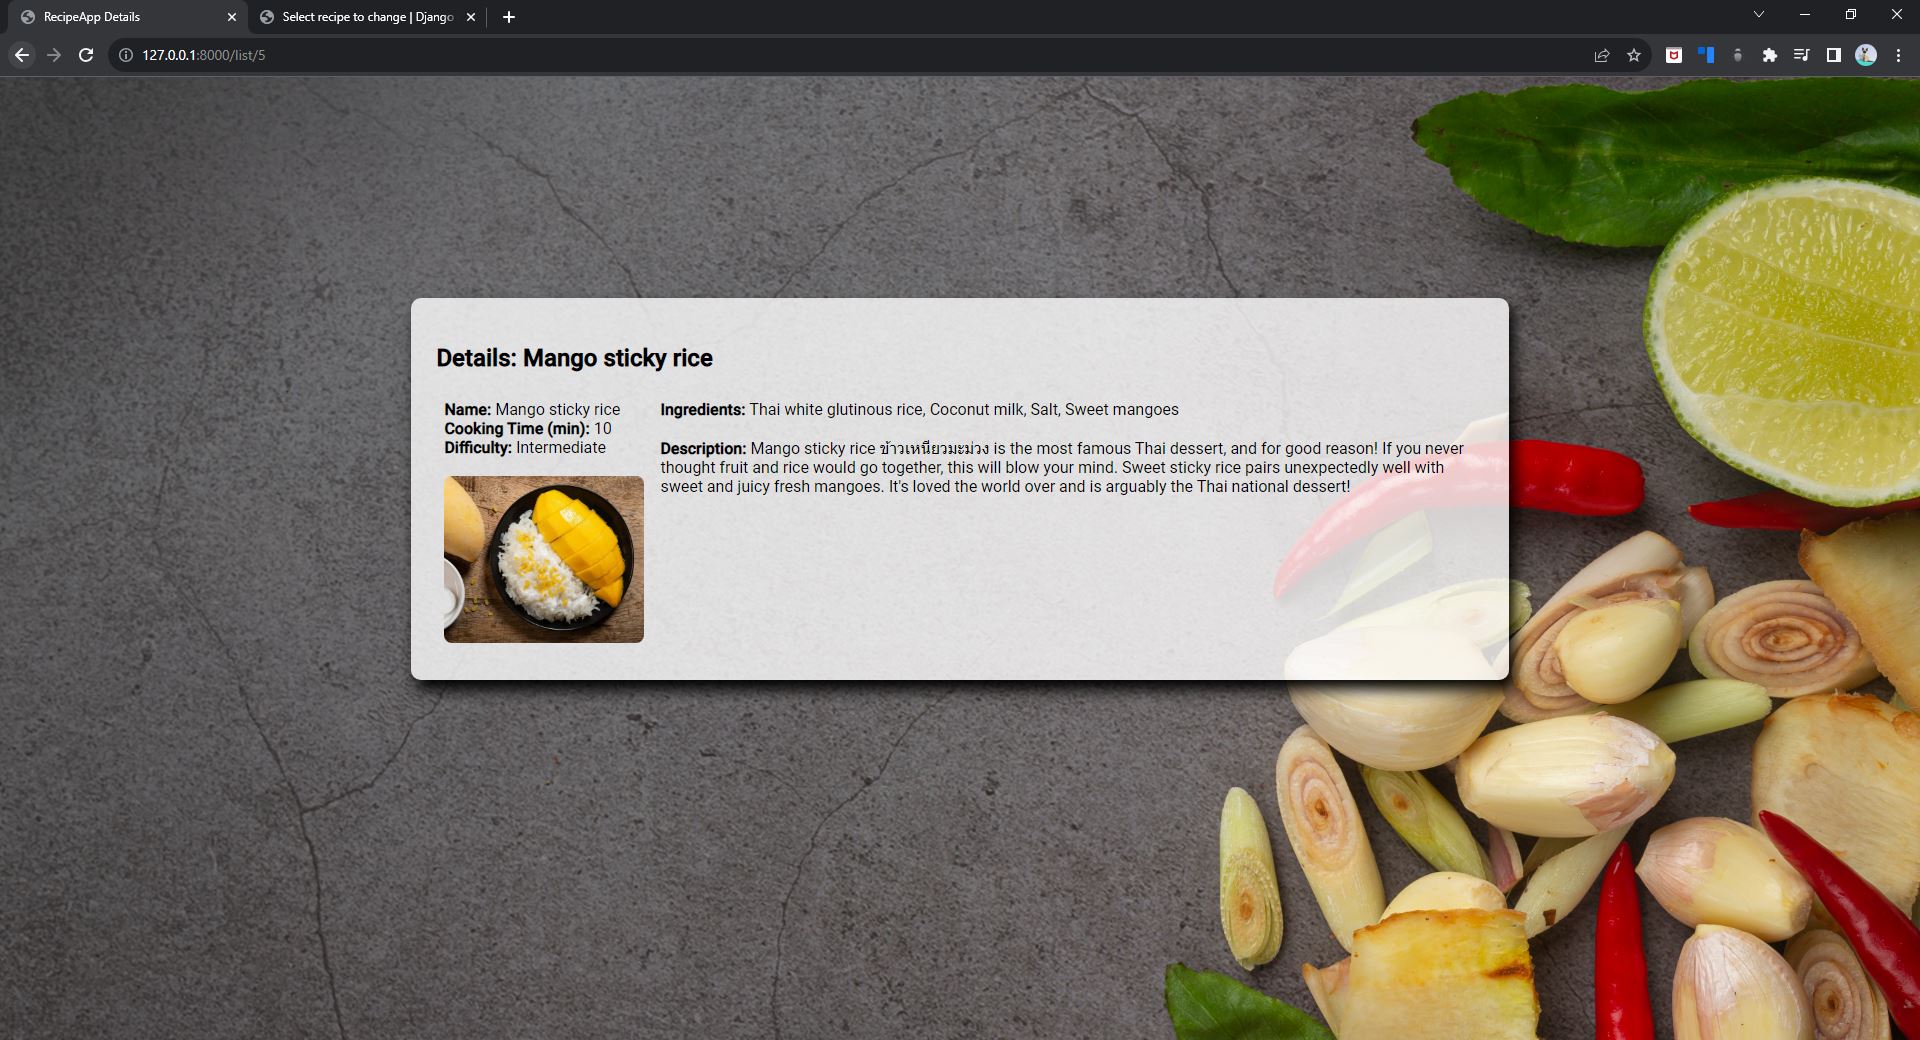 RecipeApp Details
Select recipe to change | Django
127.0.0.1:8000/list/5
Details: Mango sticky rice
Name: Mango sticky rice
Cooking Time (min): 10
Difficulty: Intermediate
Ingredients: Thai white glutinous rice, Coconut milk, Salt, Sweet mangoes
Description: Mango sticky rice ข้าวเหนียวมะม่วง is the most famous Thai dessert, and for good reason! If you never
thought fruit and rice would go together, this will blow your mind. Sweet sticky rice pairs unexpectedly well with
sweet and juicy fresh mangoes. It's loved the world over and is arguably the Thai national dessert!